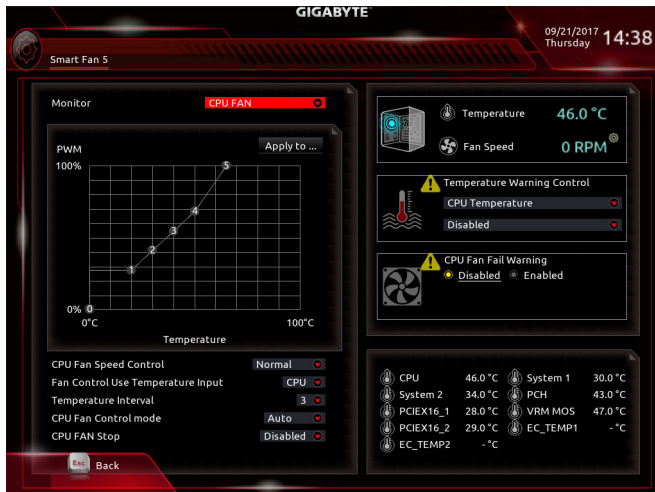 GIGABYTE
09/21/2017
Thursday
14:38
Smart Fan 5
Monitor
CPU FAN
PWM
Apply to ...
100%
5
4
3
2
1
0% 0
0°C
100°C
Temperature
CPU Fan Speed Control Normal
Fan Control Use Temperature Input CPU
Temperature Interval 3
CPU Fan Control mode Auto
CPU FAN Stop Disabled
Esc Back
Temperature 46.0 °C
Fan Speed 0 RPM
Temperature Warning Control
CPU Temperature
Disabled
CPU Fan Fail Warning
Disabled Enabled
CPU 46.0 °C System 1 30.0 °C
System 2 34.0 °C PCH 43.0 °C
PCIEX16_1 28.0 °C VRM MOS 47.0 °C
PCIEX16_2 29.0 °C EC_TEMP1 - °C
EC_TEMP2 - °C